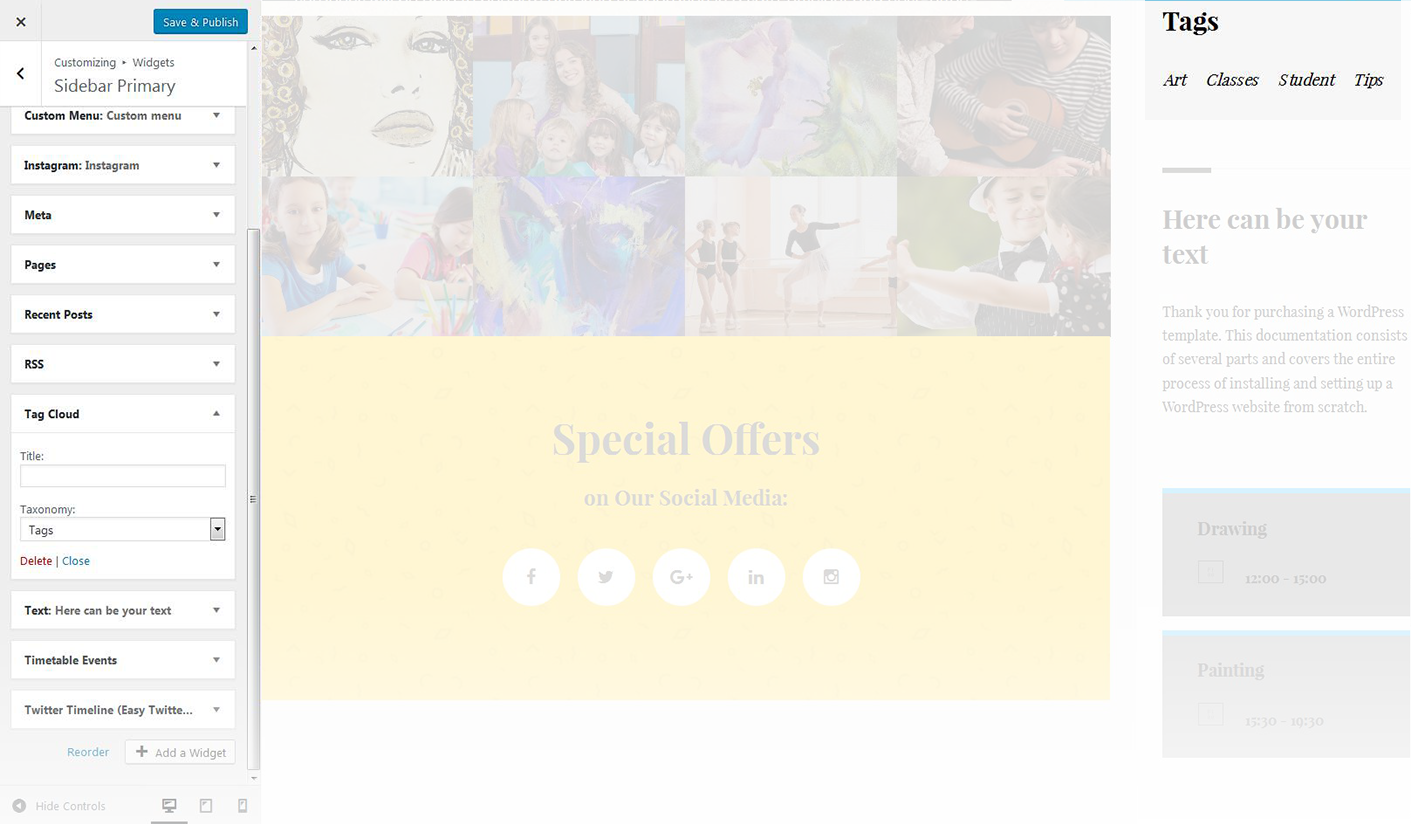 Save & Publish
Customizing ▸ Widgets
Sidebar Primary
Custom Menu: Custom menu
Instagram: Instagram
Meta
Pages
Recent Posts
RSS
Tag Cloud
Title:
Taxonomy:
Tags
Delete | Close
Text: Here can be your text
Timetable Events
Twitter Timeline (Easy Twitte...
Reorder
Add a Widget
Hide Controls
Special Offers
on Our Social Media:
Tags
Art Classes Student Tips
Here can be your
text
Thank you for purchasing a WordPress
template. This documentation consists
of several parts and covers the entire
process of installing and setting up a
WordPress website from scratch.
Drawing
12:00 - 15:00
Painting
15:30 - 19:30